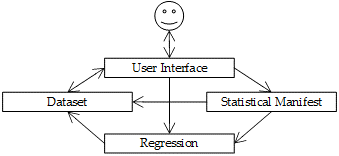 User Interface
Dataset
Statistical Manifest
Regression